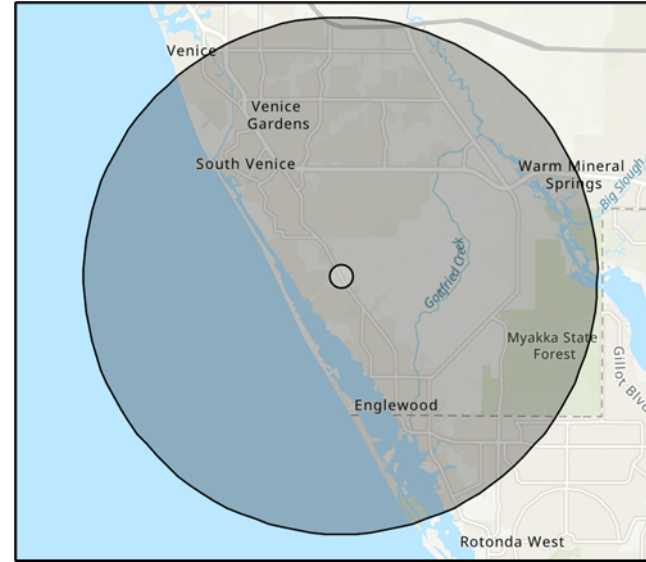 Venice
Venice
Gardens
South Venice
Warm Mineral
Springs
Big Slough
Gottfried Creek
Myakka State
Forest
Gillot Blv
Englewood
Rotonda West